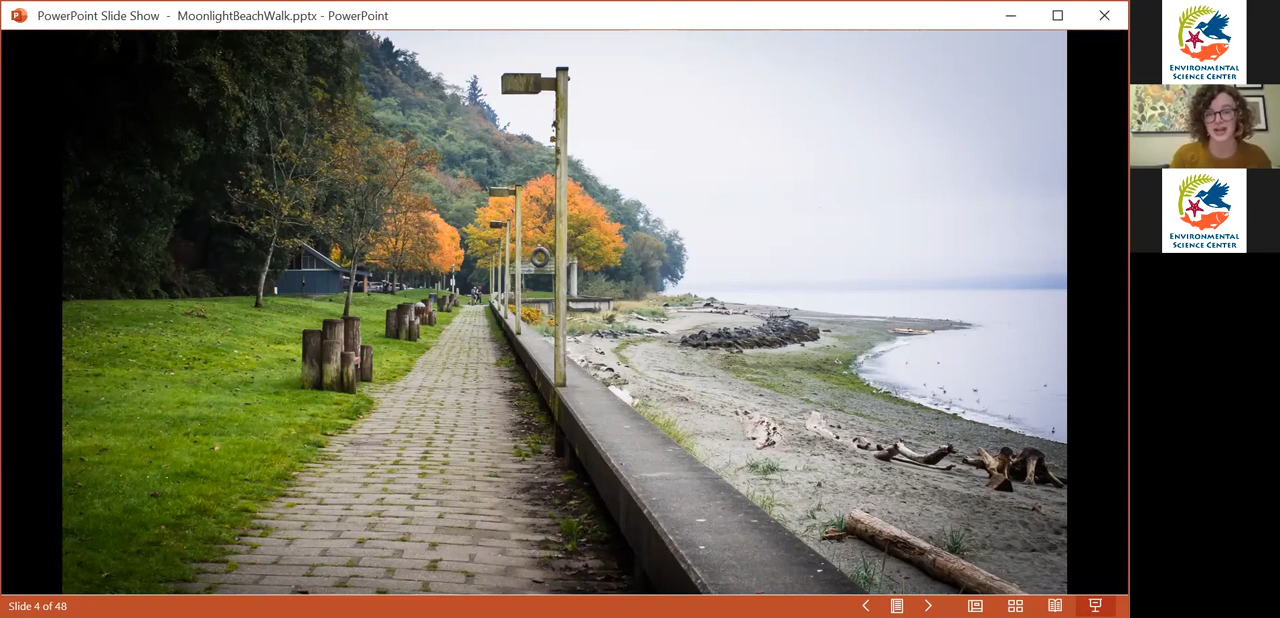 PowerPoint Slide Show - MoonlightBeachWalk.pptx - PowerPoint
ENVIRONMENTAL
SCIENCE CENTER
ENVIRONMENTAL
SCIENCE CENTER
Slide 4 of 48